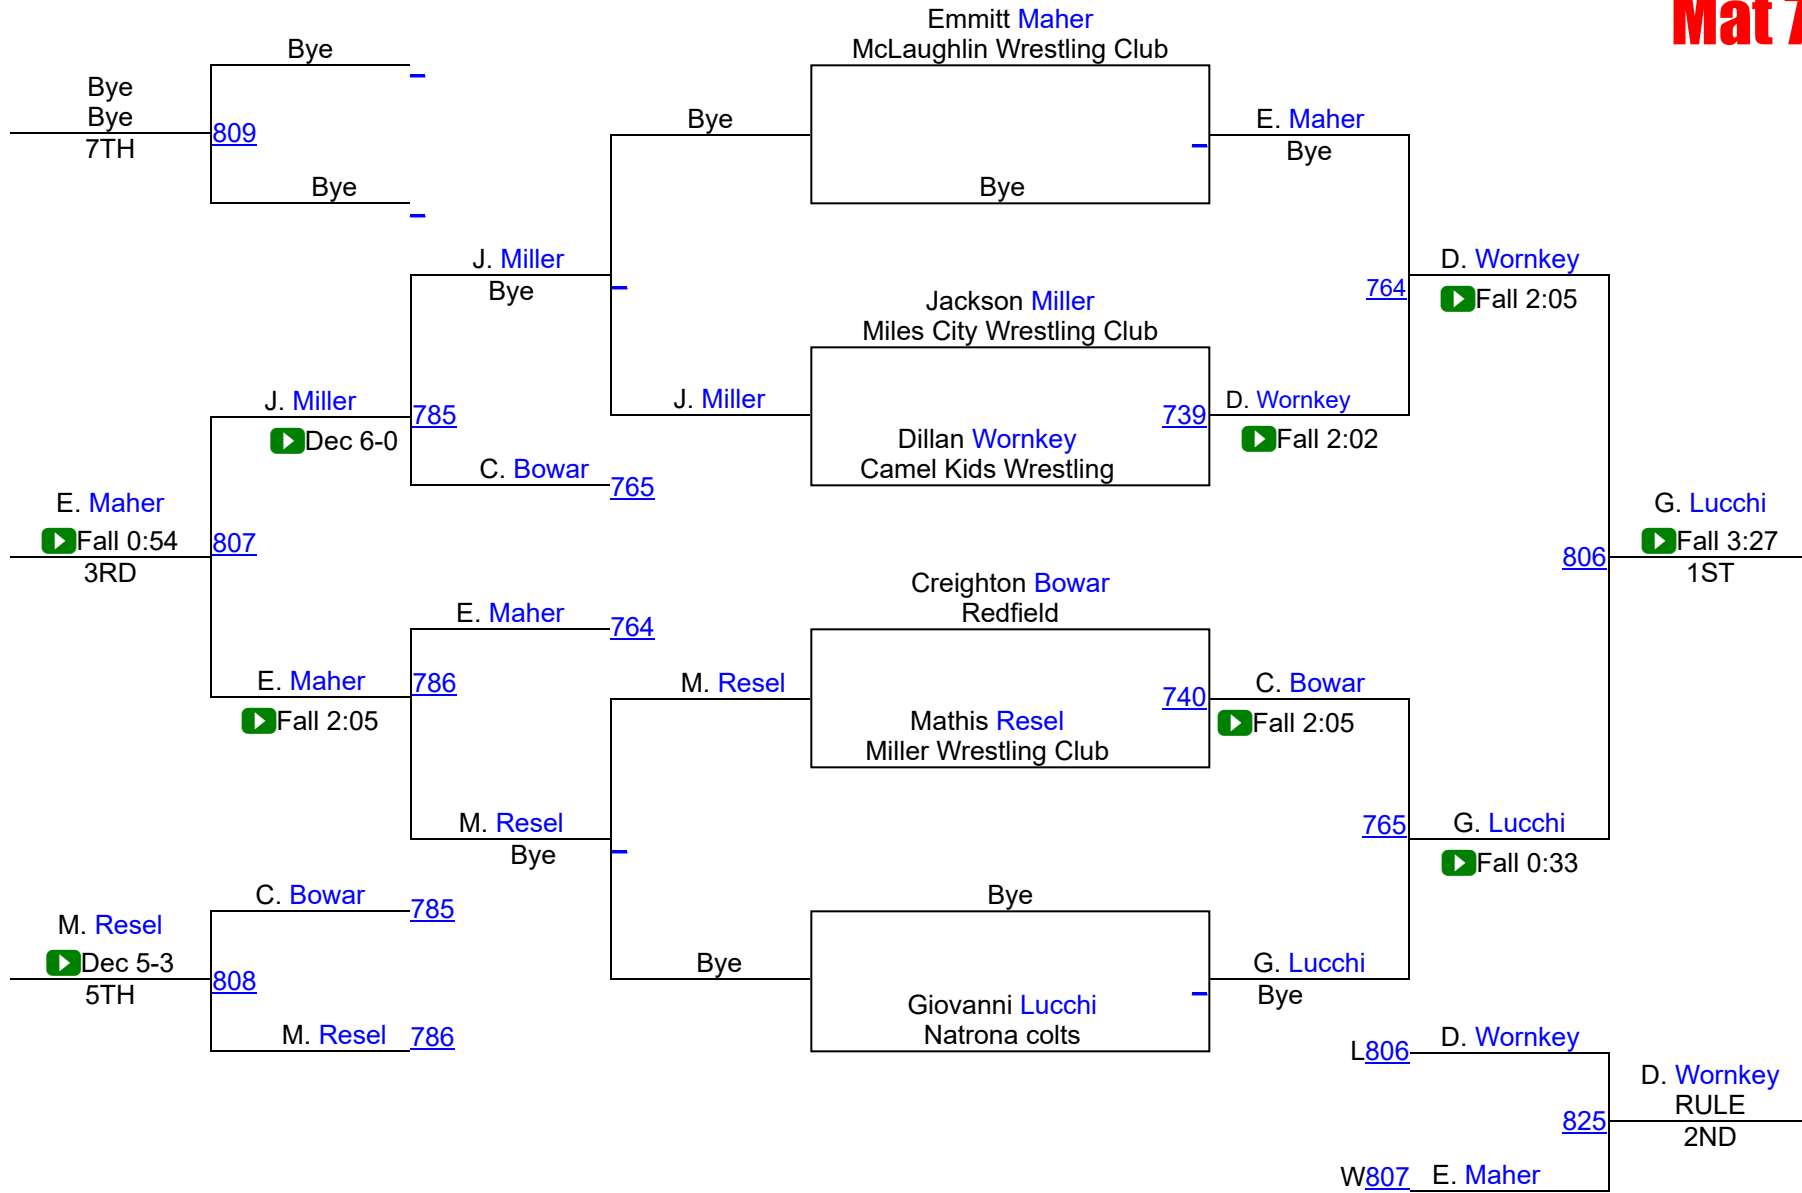 Emmitt Maher
McLaughlin Wrestling Club
Mat 7
Bye
Bye
Bye
7TH
809
Bye
Bye
E. Maher
Bye
Bye
J. Miller
Bye
D. Wornkey
Fall 2:05
764
Jackson Miller
Miles City Wrestling Club
J. Miller
Dec 6-0
785
J. Miller
739
D. Wornkey
Fall 2:02
Dillan Wornkey
Camel Kids Wrestling
C. Bowar
765
E. Maher
Fall 0:54
3RD
807
G. Lucchi
Fall 3:27
1ST
806
Creighton Bowar
Redfield
E. Maher
764
E. Maher
Fall 2:05
786
M. Resel
740
C. Bowar
Fall 2:05
Mathis Resel
Miller Wrestling Club
M. Resel
Bye
765
G. Lucchi
Fall 0:33
C. Bowar
785
Bye
M. Resel
Dec 5-3
5TH
808
Bye
G. Lucchi
Bye
Giovanni Lucchi
Natrona colts
M. Resel
786
L806
D. Wornkey
D. Wornkey
RULE
2ND
825
W807
E. Maher